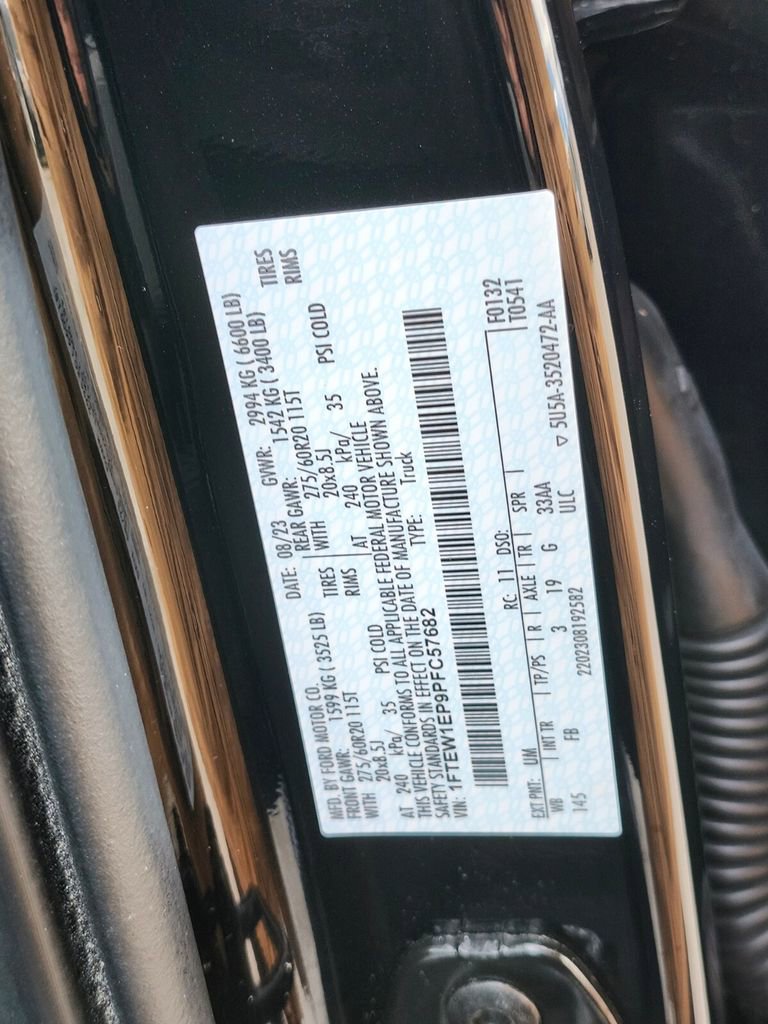 MFD. BY FORD MOTOR CO. DATE: 08/23 GVWR: 2994 KG ( 6600 LB)
FRONT GAWR: 1599 KG ( 3525 LB) REAR GAWR: 1542 KG ( 3400 LB)
WITH 275/60R20 115T TIRES WITH 275/60R20 115T TIRES
20x8.5J RIMS 20x8.5J RIMS
AT 240 kPa/ 35 PSI COLD AT 240 kPa/ 35 PSI COLD
THIS VEHICLE CONFORMS TO ALL APPLICABLE FEDERAL MOTOR VEHICLE
SAFETY STANDARDS IN EFFECT ON THE DATE OF MANUFACTURE SHOWN ABOVE.
VIN: 1FTEW1EP9PFC57682 TYPE: Truck
F0132
T0541
EXT PNT: UM RC: 11 DSO:
WB INT TR TP/PS R AXLE TR SPR
145 FB 3 19 G 33AA
2202308192582 ULC ▽ 5U5A-3520472-AA